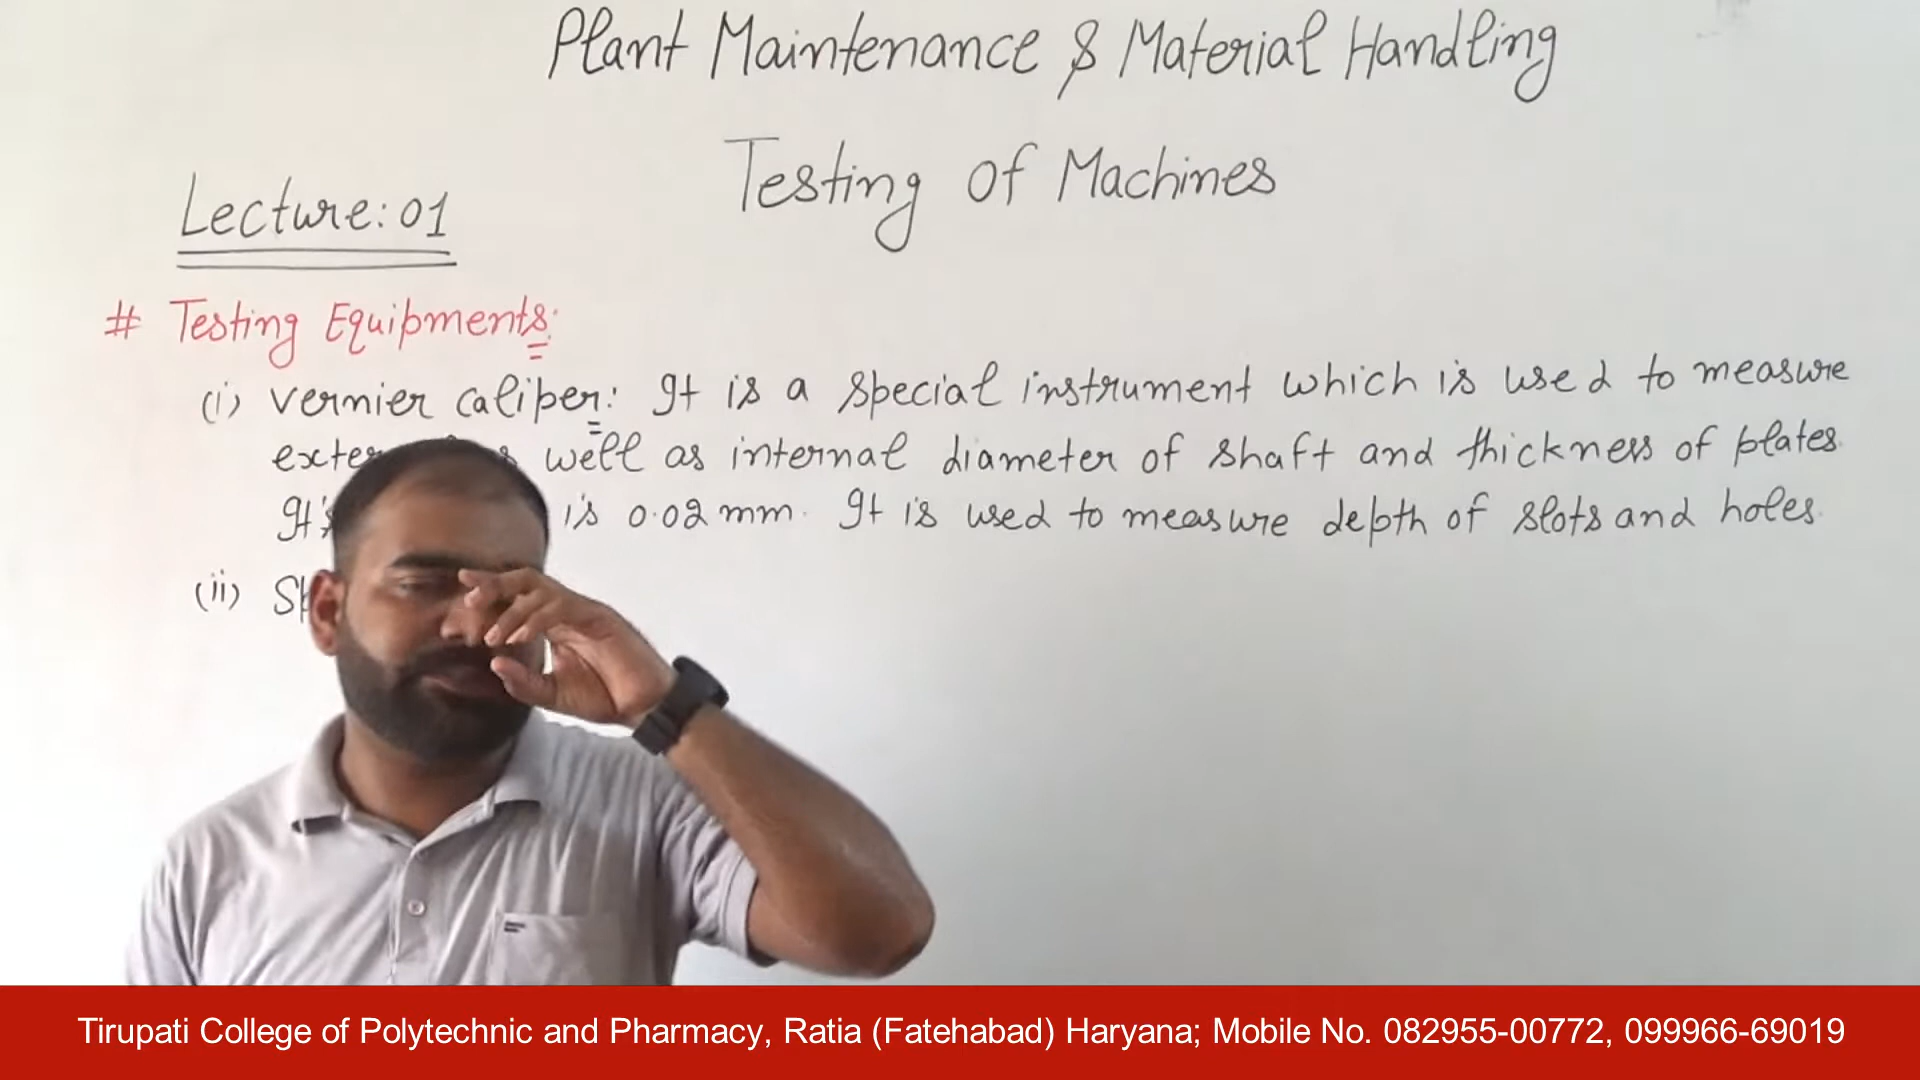 Plant Maintenance & Material Handling
Testing Of Machines
Lecture: 01
# Testing Equipments:
(i) Vernier caliper: It is a special instrument which is used to measure
well as internal diameter of shaft and thickness of plates.
is 0.02 mm. It is used to measure depth of slots and holes.
(ii)
Tirupati College of Polytechnic and Pharmacy, Ratia (Fatehabad) Haryana; Mobile No. 082955-00772, 099966-69019